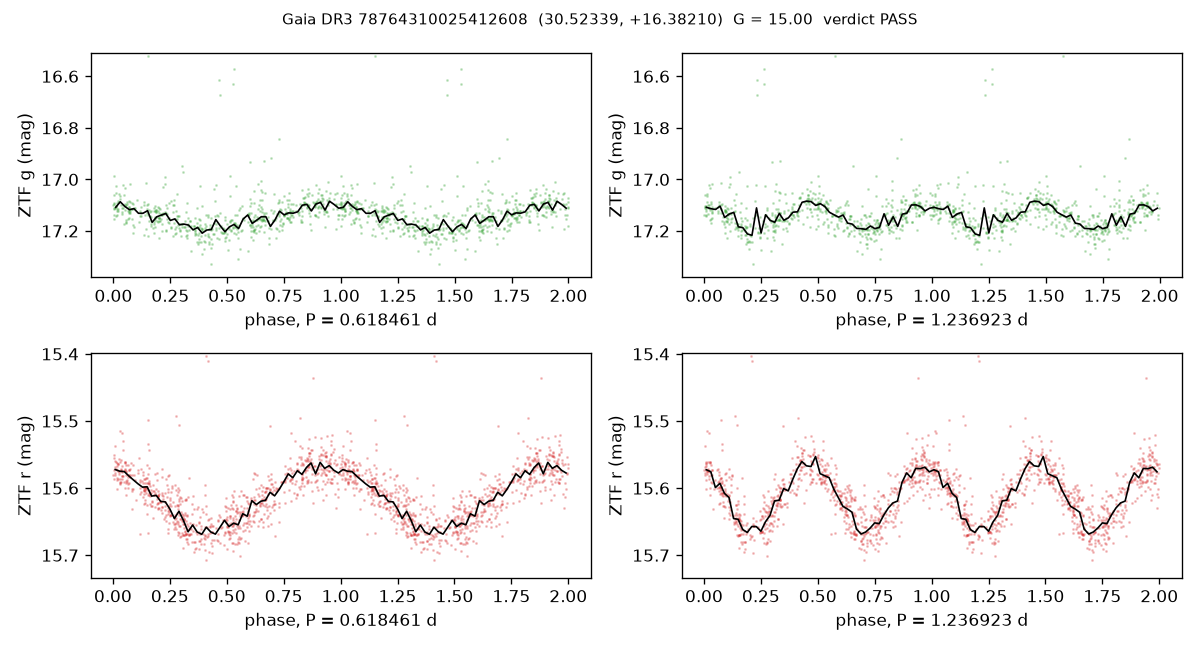 Gaia DR3 78764310025412608 (30.52339, +16.38210) G = 15.00 verdict PASS
ZTF g (mag)
16.6
16.8
17.0
17.2
0.00 0.25 0.50 0.75 1.00 1.25 1.50 1.75 2.00
phase, P = 0.618461 d
ZTF g (mag)
16.6
16.8
17.0
17.2
0.00 0.25 0.50 0.75 1.00 1.25 1.50 1.75 2.00
phase, P = 1.236923 d
ZTF r (mag)
15.4
15.5
15.6
15.7
0.00 0.25 0.50 0.75 1.00 1.25 1.50 1.75 2.00
phase, P = 0.618461 d
ZTF r (mag)
15.4
15.5
15.6
15.7
0.00 0.25 0.50 0.75 1.00 1.25 1.50 1.75 2.00
phase, P = 1.236923 d